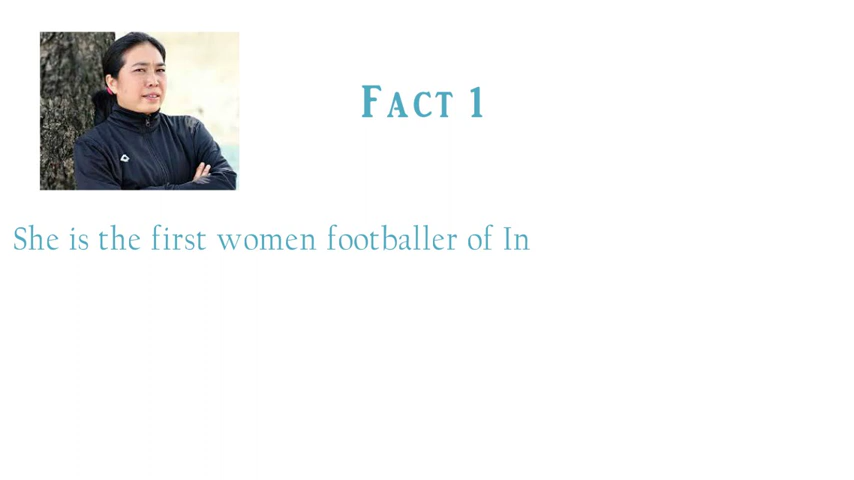 Fact 1
She is the first women footballer of In